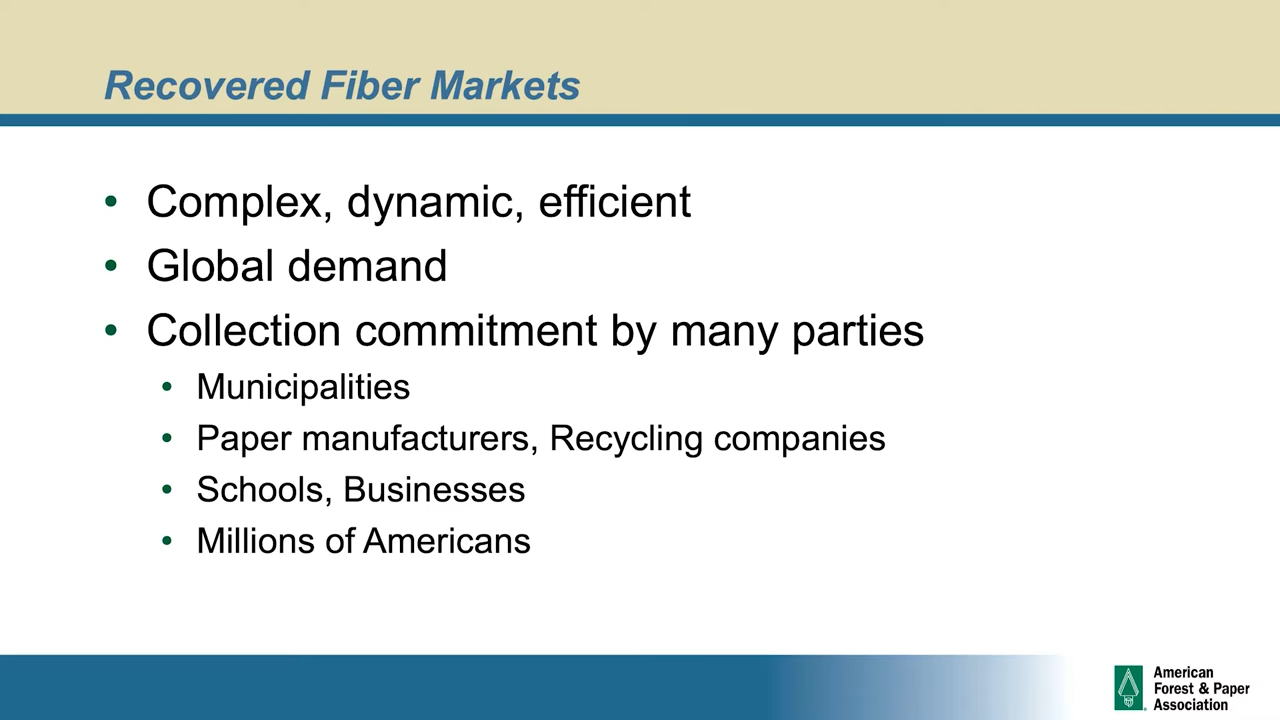 Recovered Fiber Markets
• Complex, dynamic, efficient
• Global demand
• Collection commitment by many parties
• Municipalities
• Paper manufacturers, Recycling companies
• Schools, Businesses
• Millions of Americans
American
Forest & Paper
Association